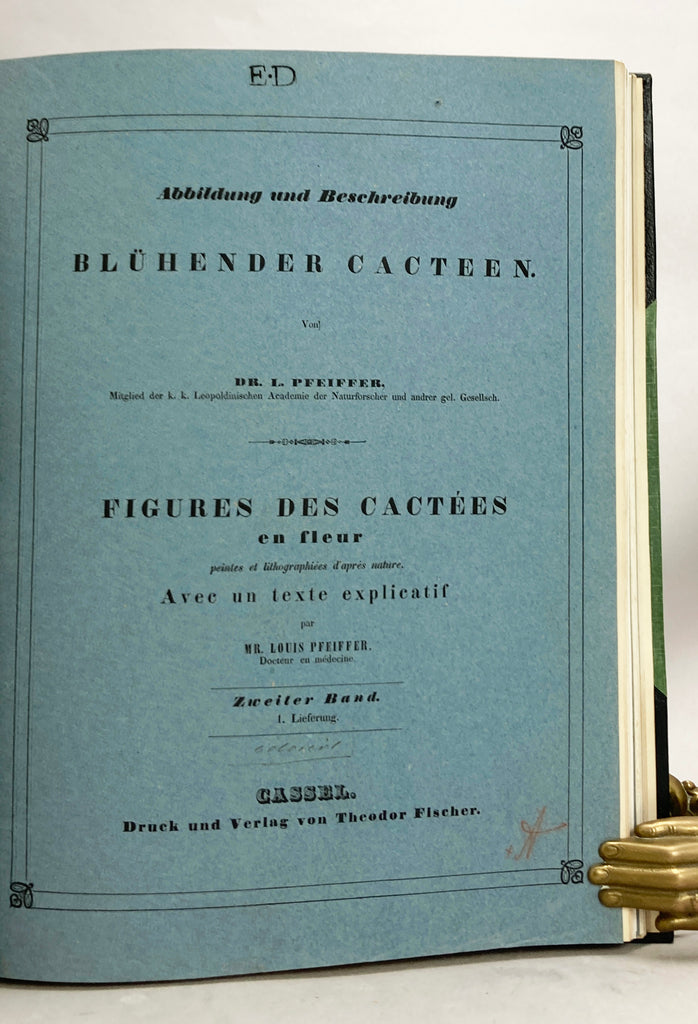 E·D
Abbildung und Beschreibung
BLÜHENDER CACTEEN.
Von
DR. L. PFEIFFER,
Mitglied der k. k. Leopoldinischen Academie der Naturforscher und andrer gel. Gesellsch.
FIGURES DES CACTÉES
en fleur
peintes et lithographiées d'après nature.
Avec un texte explicatif
par
MR. LOUIS PFEIFFER.
Docteur en médecine.
Zweiter Band.
1. Lieferung.
CASSEL.
Druck und Verlag von Theodor Fischer.